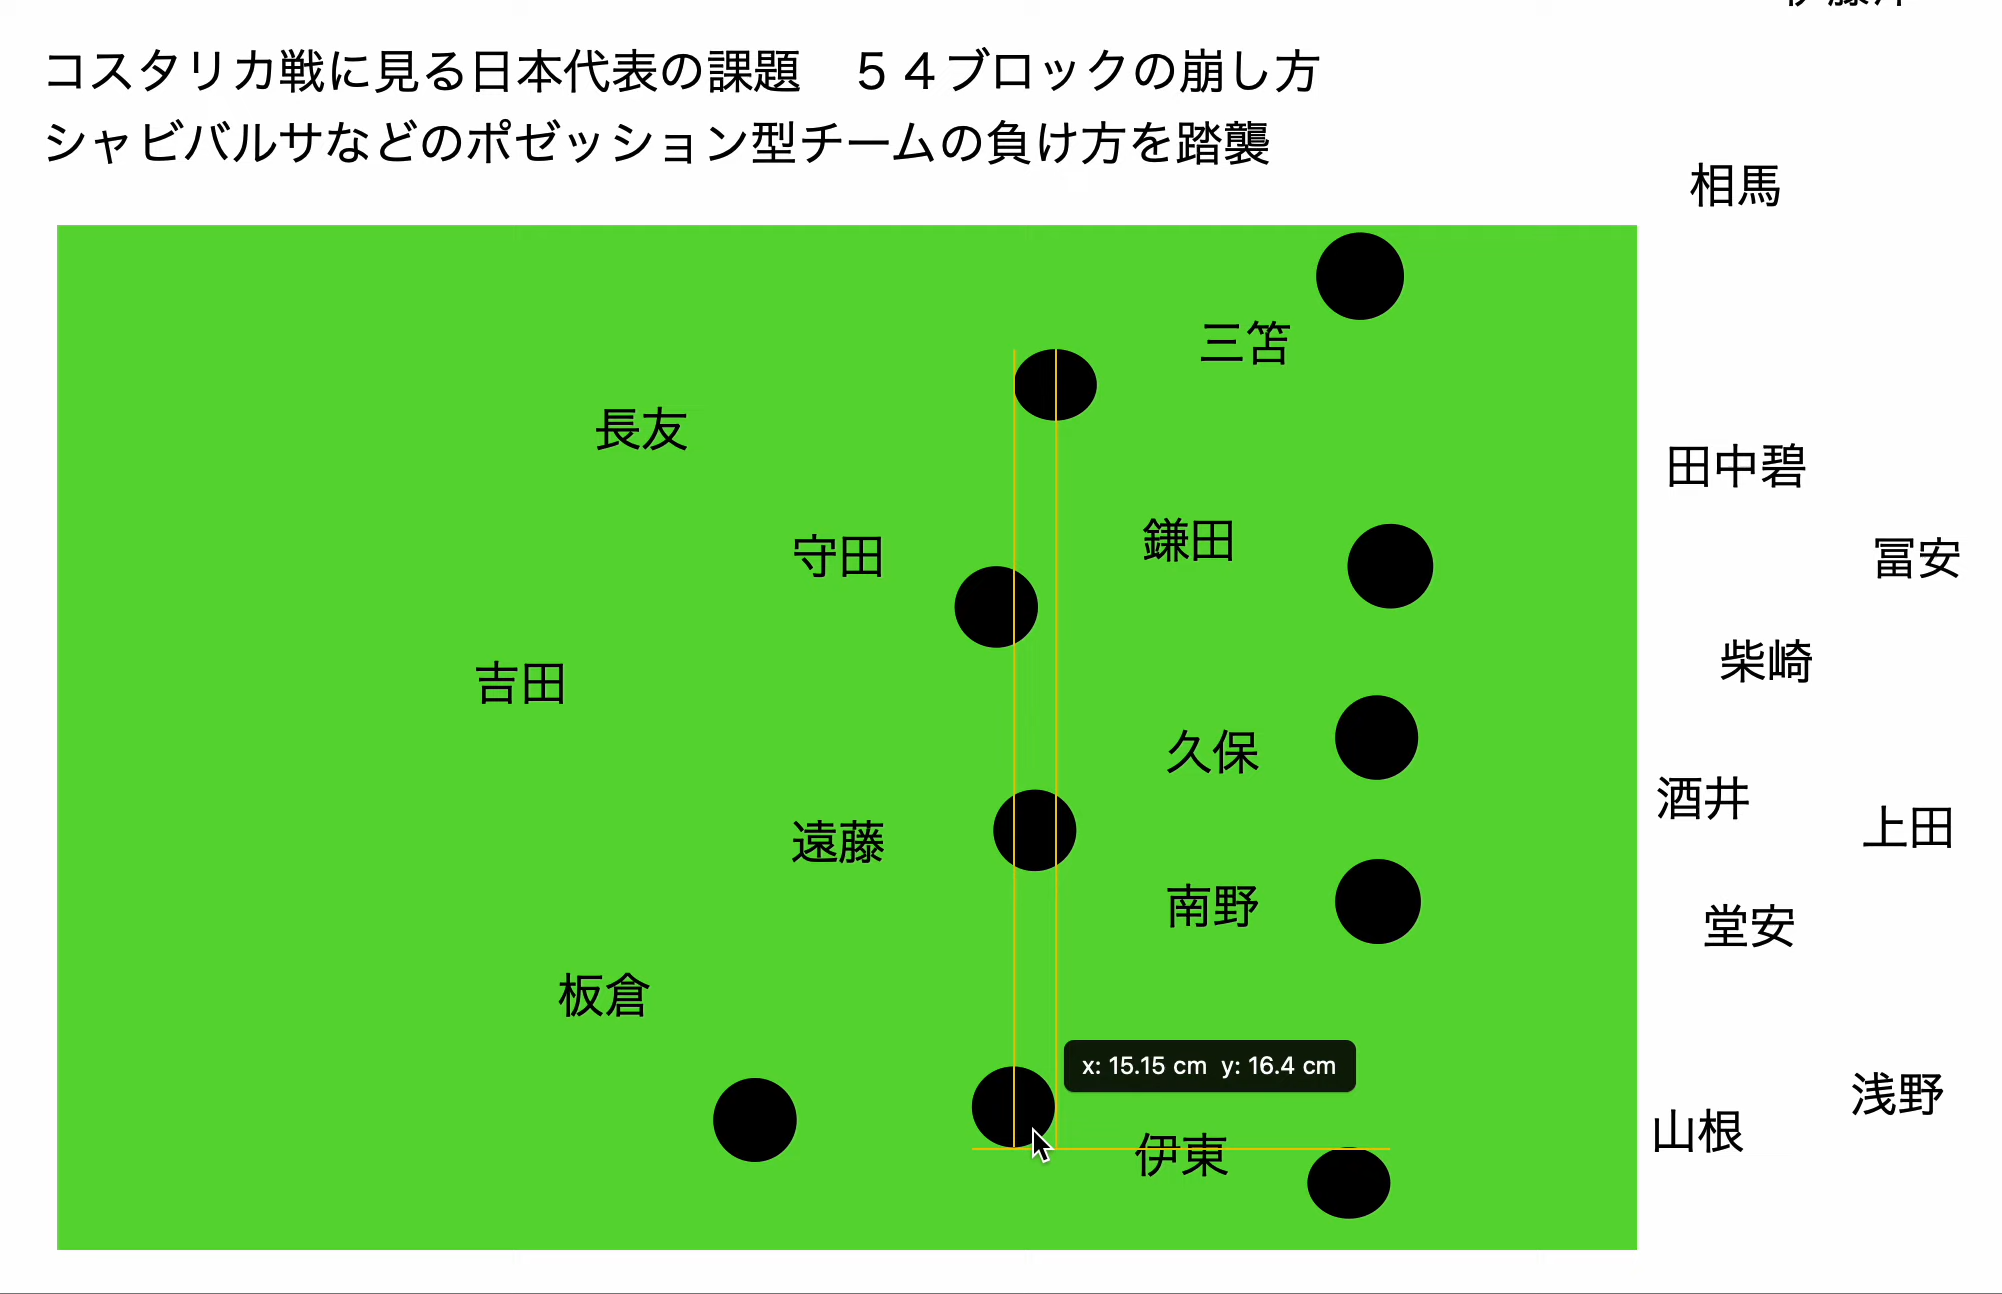 コスタリカ戦に見る日本代表の課題　５４ブロックの崩し方
シャビバルサなどのポゼッション型チームの負け方を踏襲
相馬
三笘
長友
田中碧
鎌田
守田
冨安
柴崎
吉田
久保
酒井
上田
遠藤
南野
堂安
板倉
x: 15.15 cm y: 16.4 cm
浅野
山根
伊東